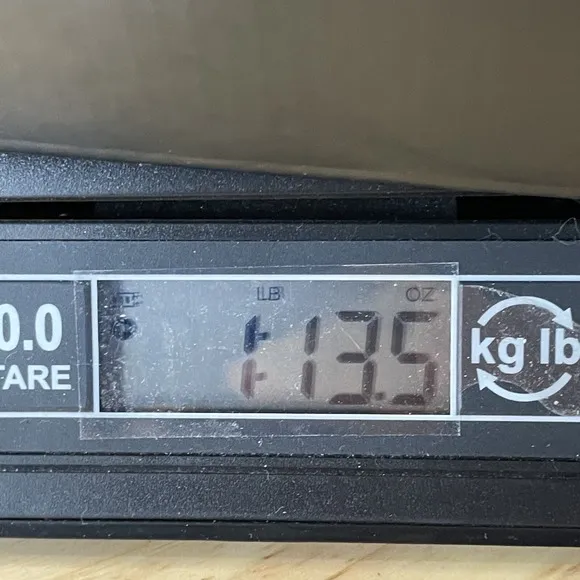 0.0
TARE
LB OZ
1-13.5
kg lb